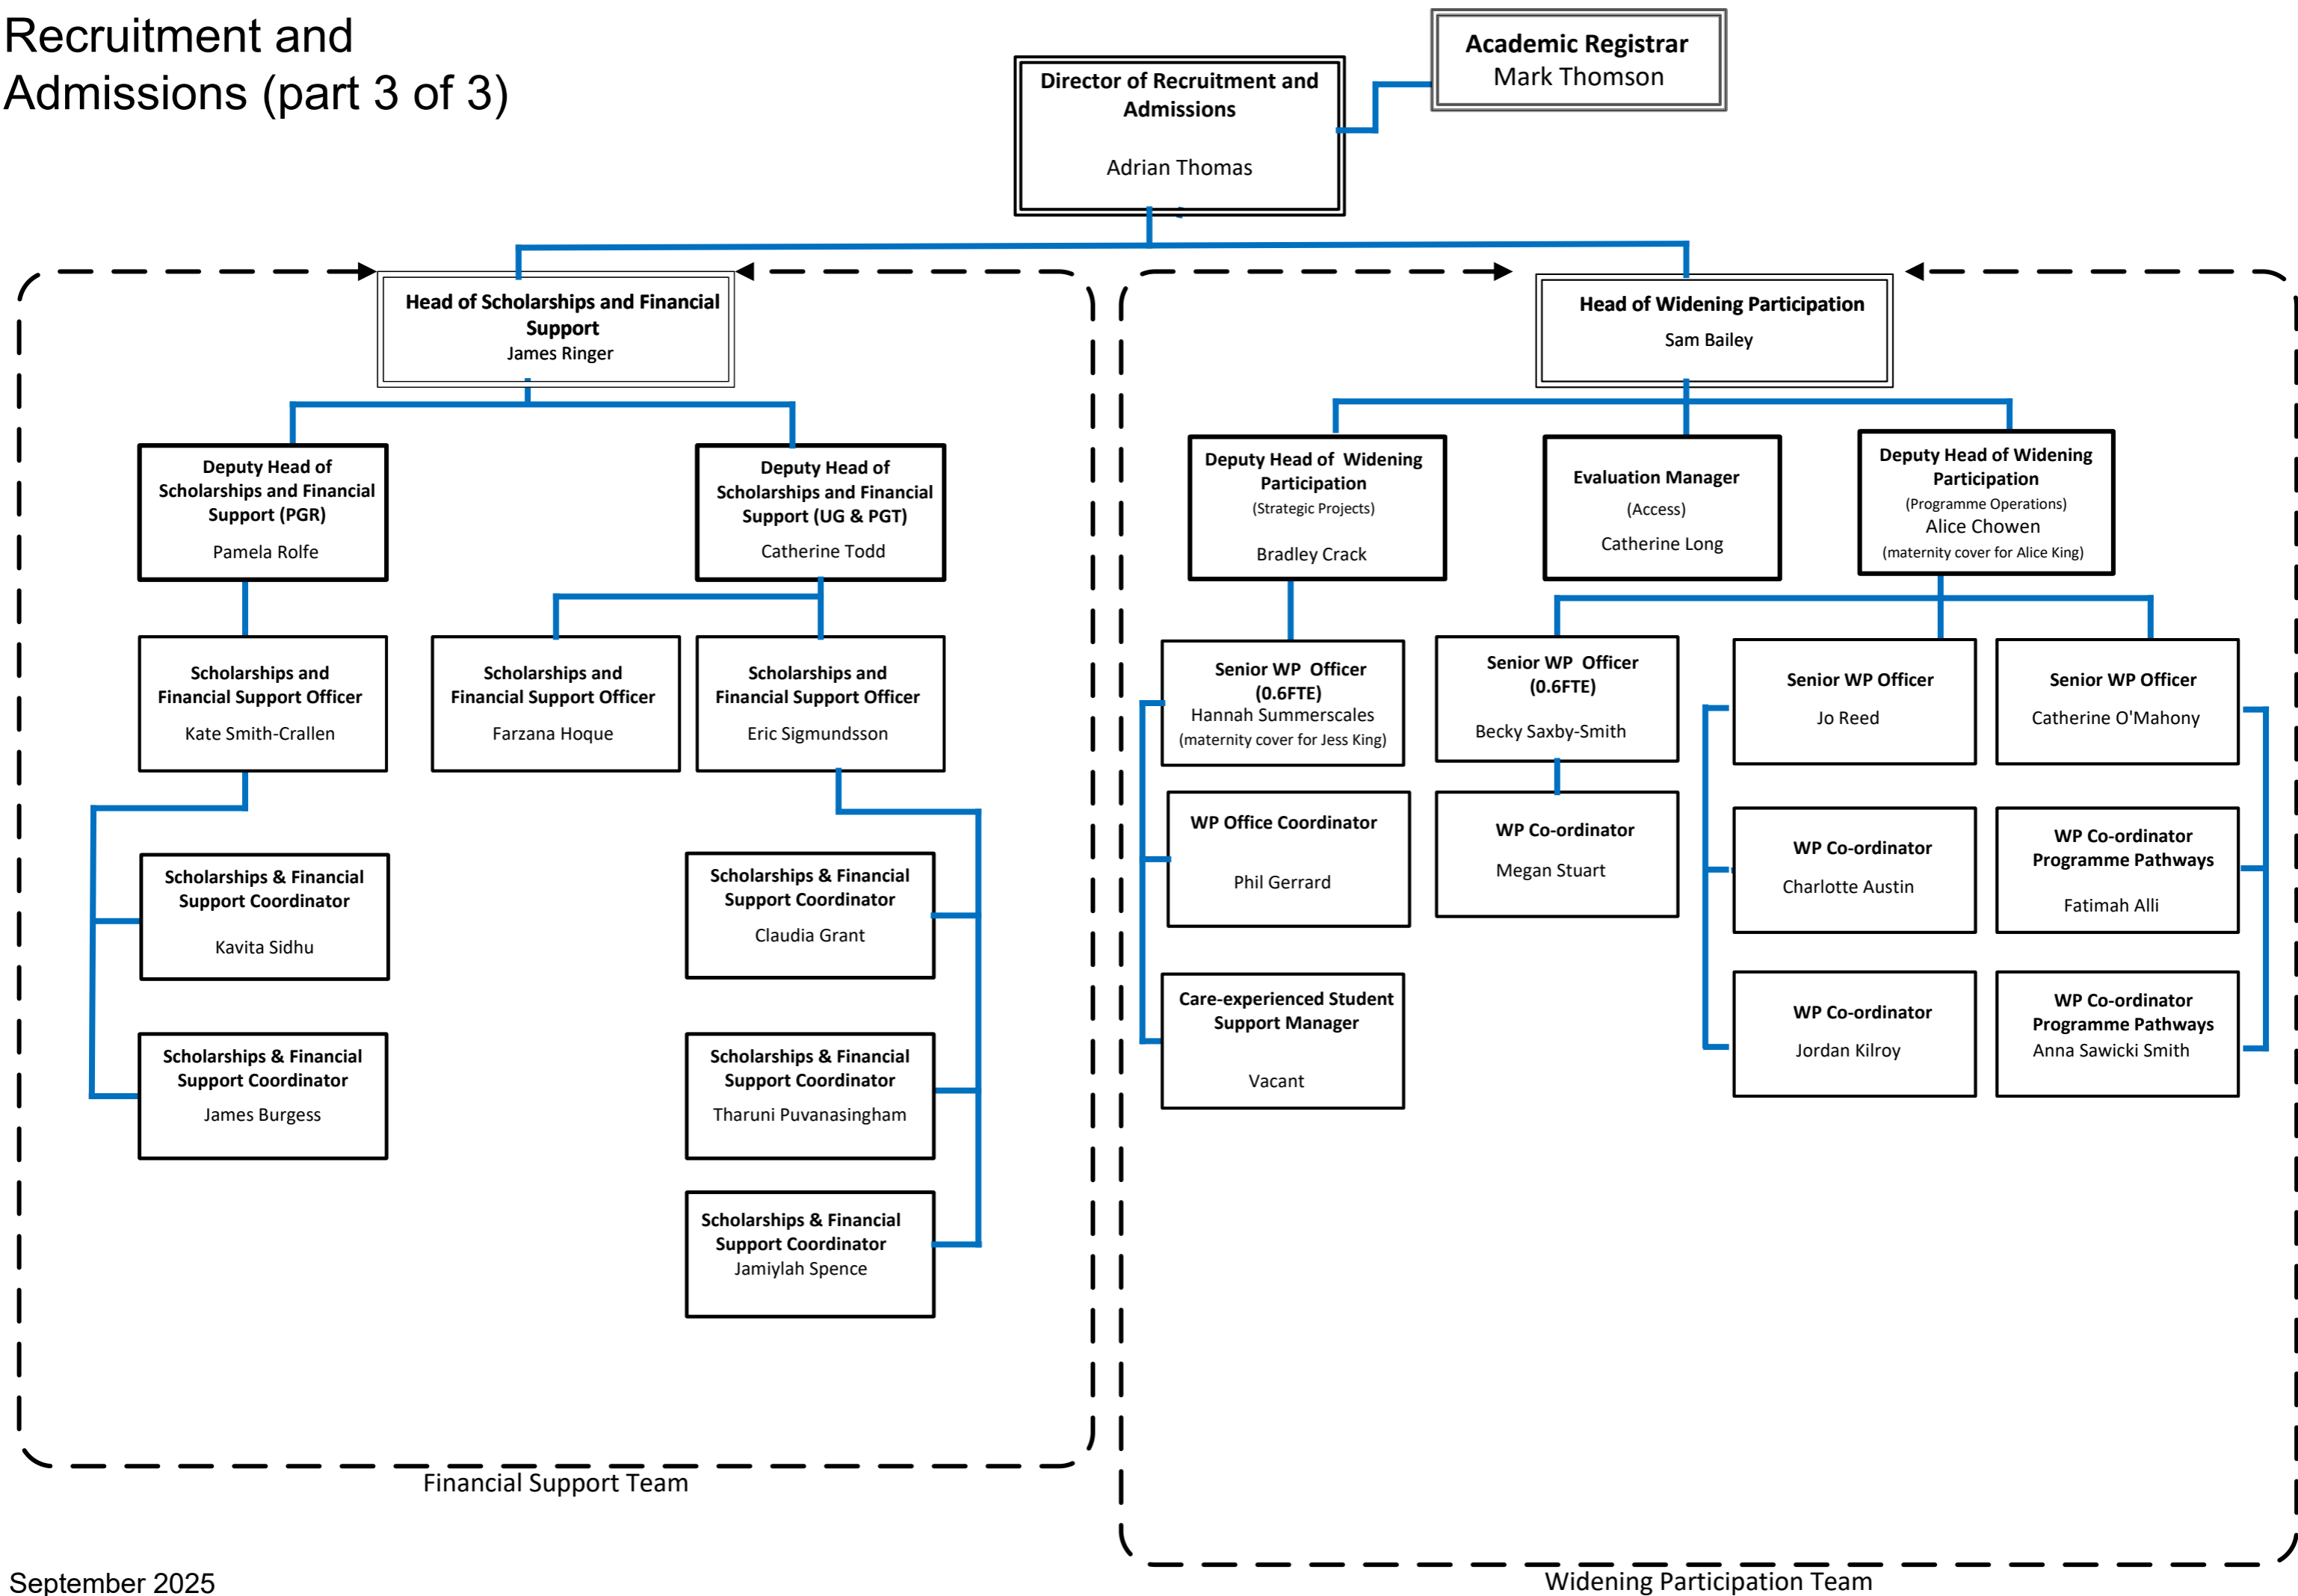 Recruitment and
Admissions (part 3 of 3)
Academic Registrar
Mark Thomson
Director of Recruitment and
Admissions
Adrian Thomas
Head of Scholarships and Financial
Support
James Ringer
Head of Widening Participation
Sam Bailey
Deputy Head of
Scholarships and Financial
Support (PGR)
Pamela Rolfe
Deputy Head of
Scholarships and Financial
Support (UG & PGT)
Catherine Todd
Deputy Head of  Widening
Participation
(Strategic Projects)
Bradley Crack
Evaluation Manager
(Access)
Catherine Long
Deputy Head of Widening
Participation
(Programme Operations)
Alice Chowen
(maternity cover for Alice King)
Scholarships and
Financial Support Officer
Kate Smith-Crallen
Scholarships and
Financial Support Officer
Farzana Hoque
Scholarships and
Financial Support Officer
Eric Sigmundsson
Senior WP  Officer
(0.6FTE)
Hannah Summerscales
(maternity cover for Jess King)
Senior WP  Officer
(0.6FTE)
Becky Saxby-Smith
Senior WP Officer
Jo Reed
Senior WP Officer
Catherine O'Mahony
Scholarships & Financial
Support Coordinator
Kavita Sidhu
Scholarships & Financial
Support Coordinator
Claudia Grant
WP Office Coordinator
Phil Gerrard
WP Co-ordinator
Megan Stuart
WP Co-ordinator
Charlotte Austin
WP Co-ordinator
Programme Pathways
Fatimah Alli
Scholarships & Financial
Support Coordinator
James Burgess
Scholarships & Financial
Support Coordinator
Tharuni Puvanasingham
Care-experienced Student
Support Manager
Vacant
WP Co-ordinator
Jordan Kilroy
WP Co-ordinator
Programme Pathways
Anna Sawicki Smith
Scholarships & Financial
Support Coordinator
Jamiylah Spence
Financial Support Team
Widening Participation Team
September 2025